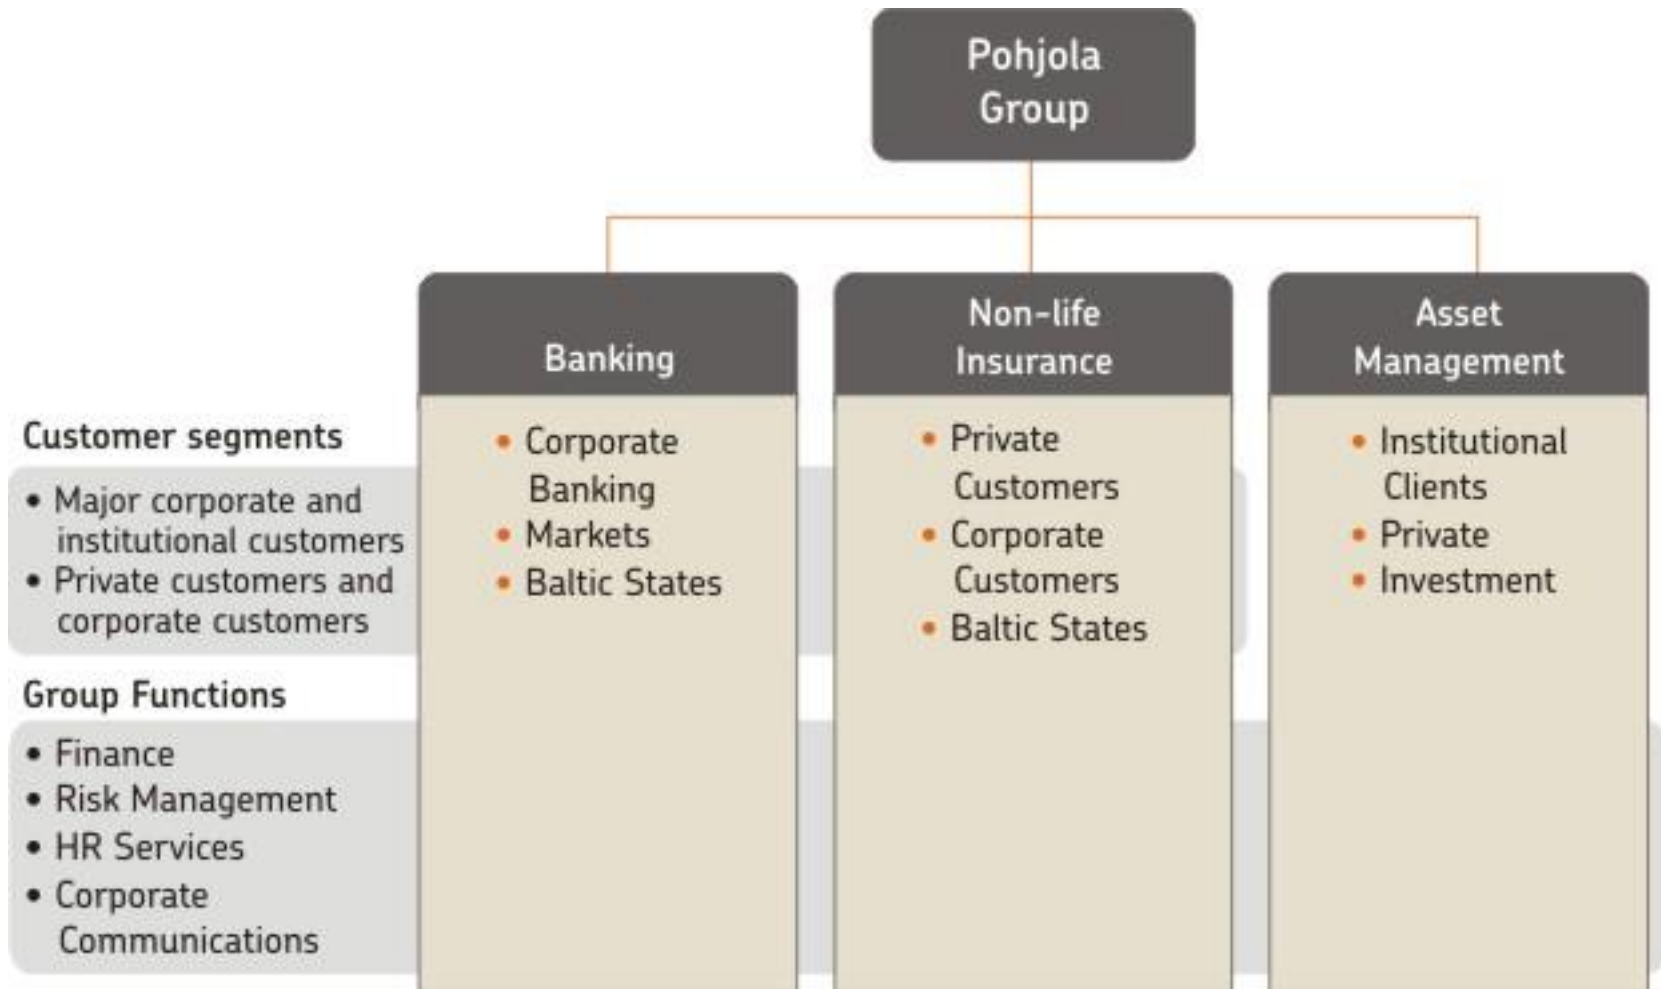 Pohjola
Group
Banking
Non-life
Insurance
Asset
Management
Customer segments
• Major corporate and
institutional customers
• Private customers and
corporate customers
• Corporate
Banking
• Markets
• Baltic States
• Private
Customers
• Corporate
Customers
• Baltic States
• Institutional
Clients
• Private
• Investment
Group Functions
• Finance
• Risk Management
• HR Services
• Corporate
Communications